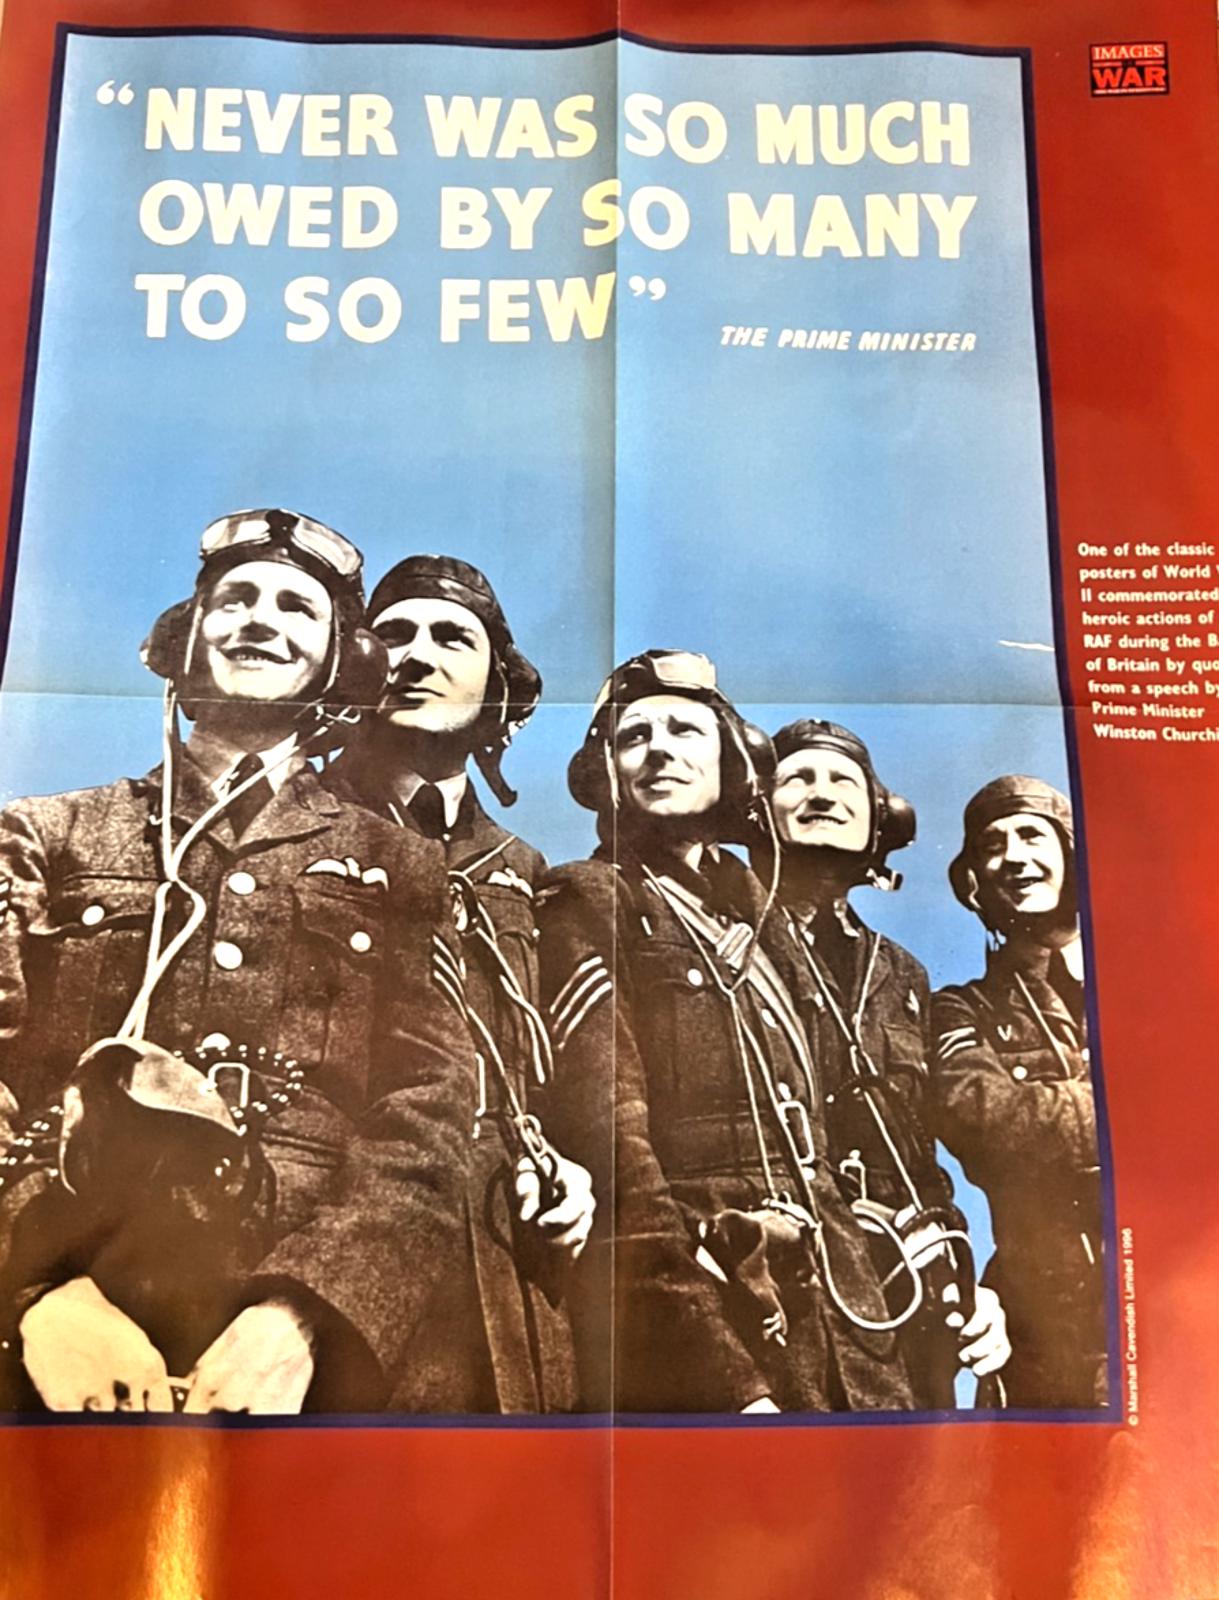 “NEVER WAS SO MUCH
OWED BY SO MANY
TO SO FEW”
THE PRIME MINISTER
IMAGES
WAR
One of the classic
posters of World
II commemorated
heroic actions of
RAF during the
of Britain by
from a speech by
Prime Minister
Winston
© Marshall Cavendish Limited 1996